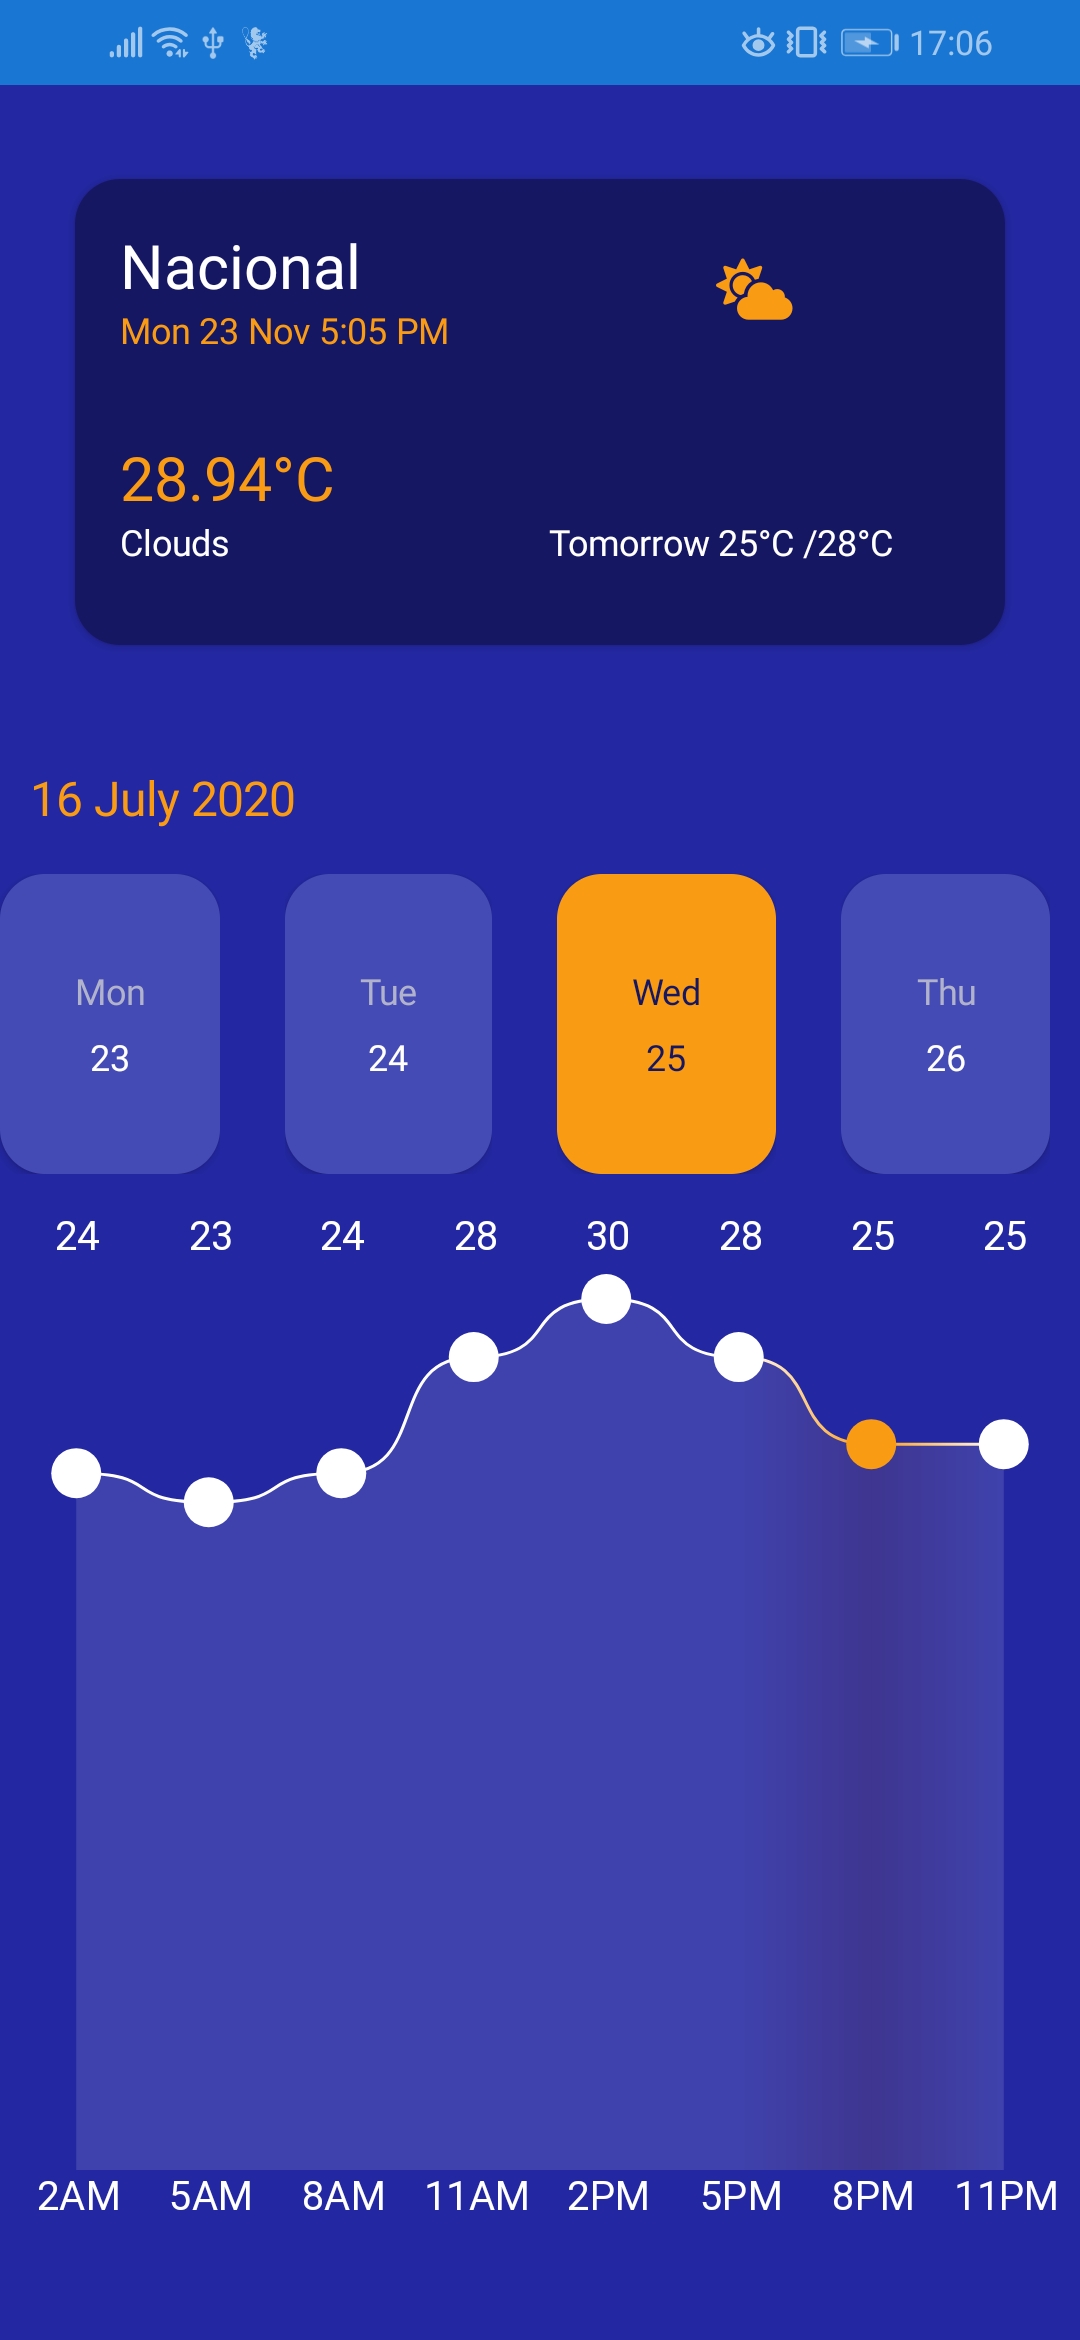 17:06
Nacional
Mon 23 Nov 5:05 PM
28.94°C
Clouds
Tomorrow 25°C /28°C
16 July 2020
Mon Tue Wed Thu
23 24 25 26
24 23 24 28 30 28 25 25
2AM 5AM 8AM 11AM 2PM 5PM 8PM 11PM